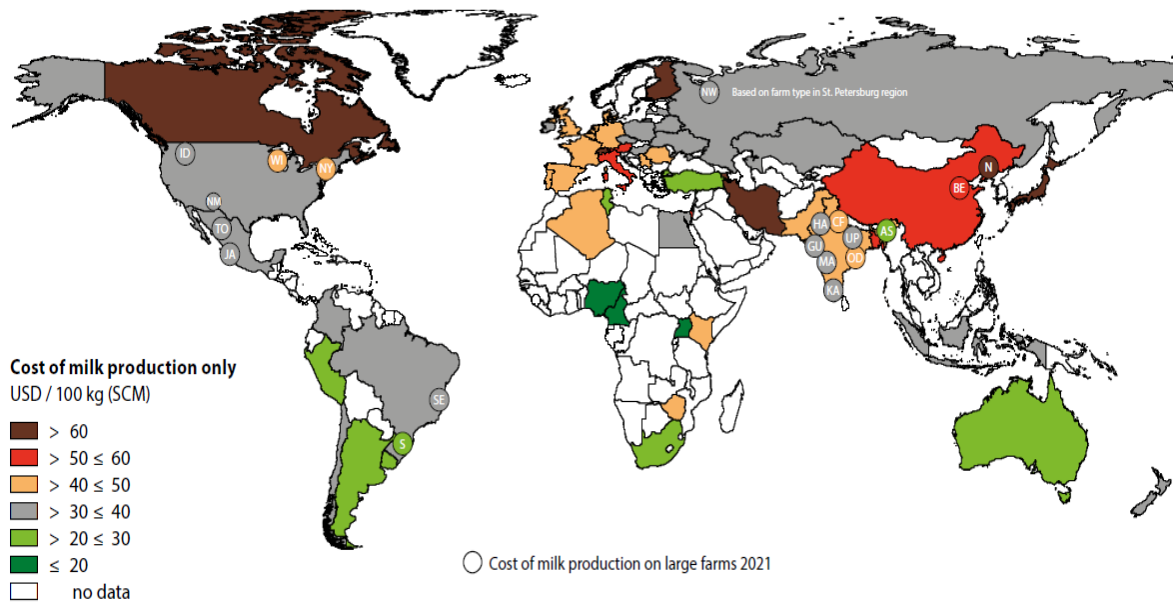 NW Based on farm type in St. Petersburg region
ID
WI
NY
NM
TO
JA
N
BE
HA
CF
UP
AS
GU
MA
OD
KA
SE
S
Cost of milk production only
USD / 100 kg (SCM)
> 60
> 50 ≤ 60
> 40 ≤ 50
> 30 ≤ 40
> 20 ≤ 30
≤ 20
no data
Cost of milk production on large farms 2021